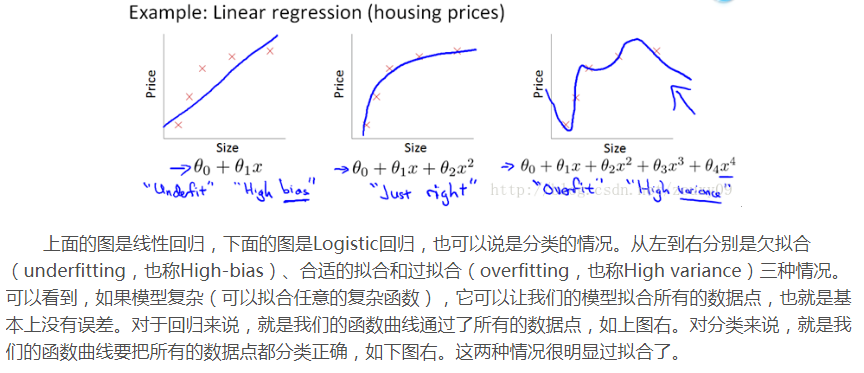 Example: Linear regression (housing prices)
Price
Size
Price
Size
Price
Size
→θ₀ + θ₁x
→θ₀ + θ₁x + θ₂x²
→ θ₀ + θ₁x + θ₂x² + θ₃x³ + θ₄x⁴
"Underfit" "High bias"
"Just right"
"Overfit" "High variance"
上面的图是线性回归，下面的图是Logistic回归，也可以说是分类的情况。从左到右分别是欠拟合
（underfitting，也称High-bias）、合适的拟合和过拟合（overfitting，也称High variance）三种情况。
可以看到，如果模型复杂（可以拟合任意的复杂函数），它可以让我们的模型拟合所有的数据点，也就是基
本上没有误差。对于回归来说，就是我们的函数曲线通过了所有的数据点，如上图右。对分类来说，就是我
们的函数曲线要把所有的数据点都分类正确，如下图右。这两种情况很明显过拟合了。